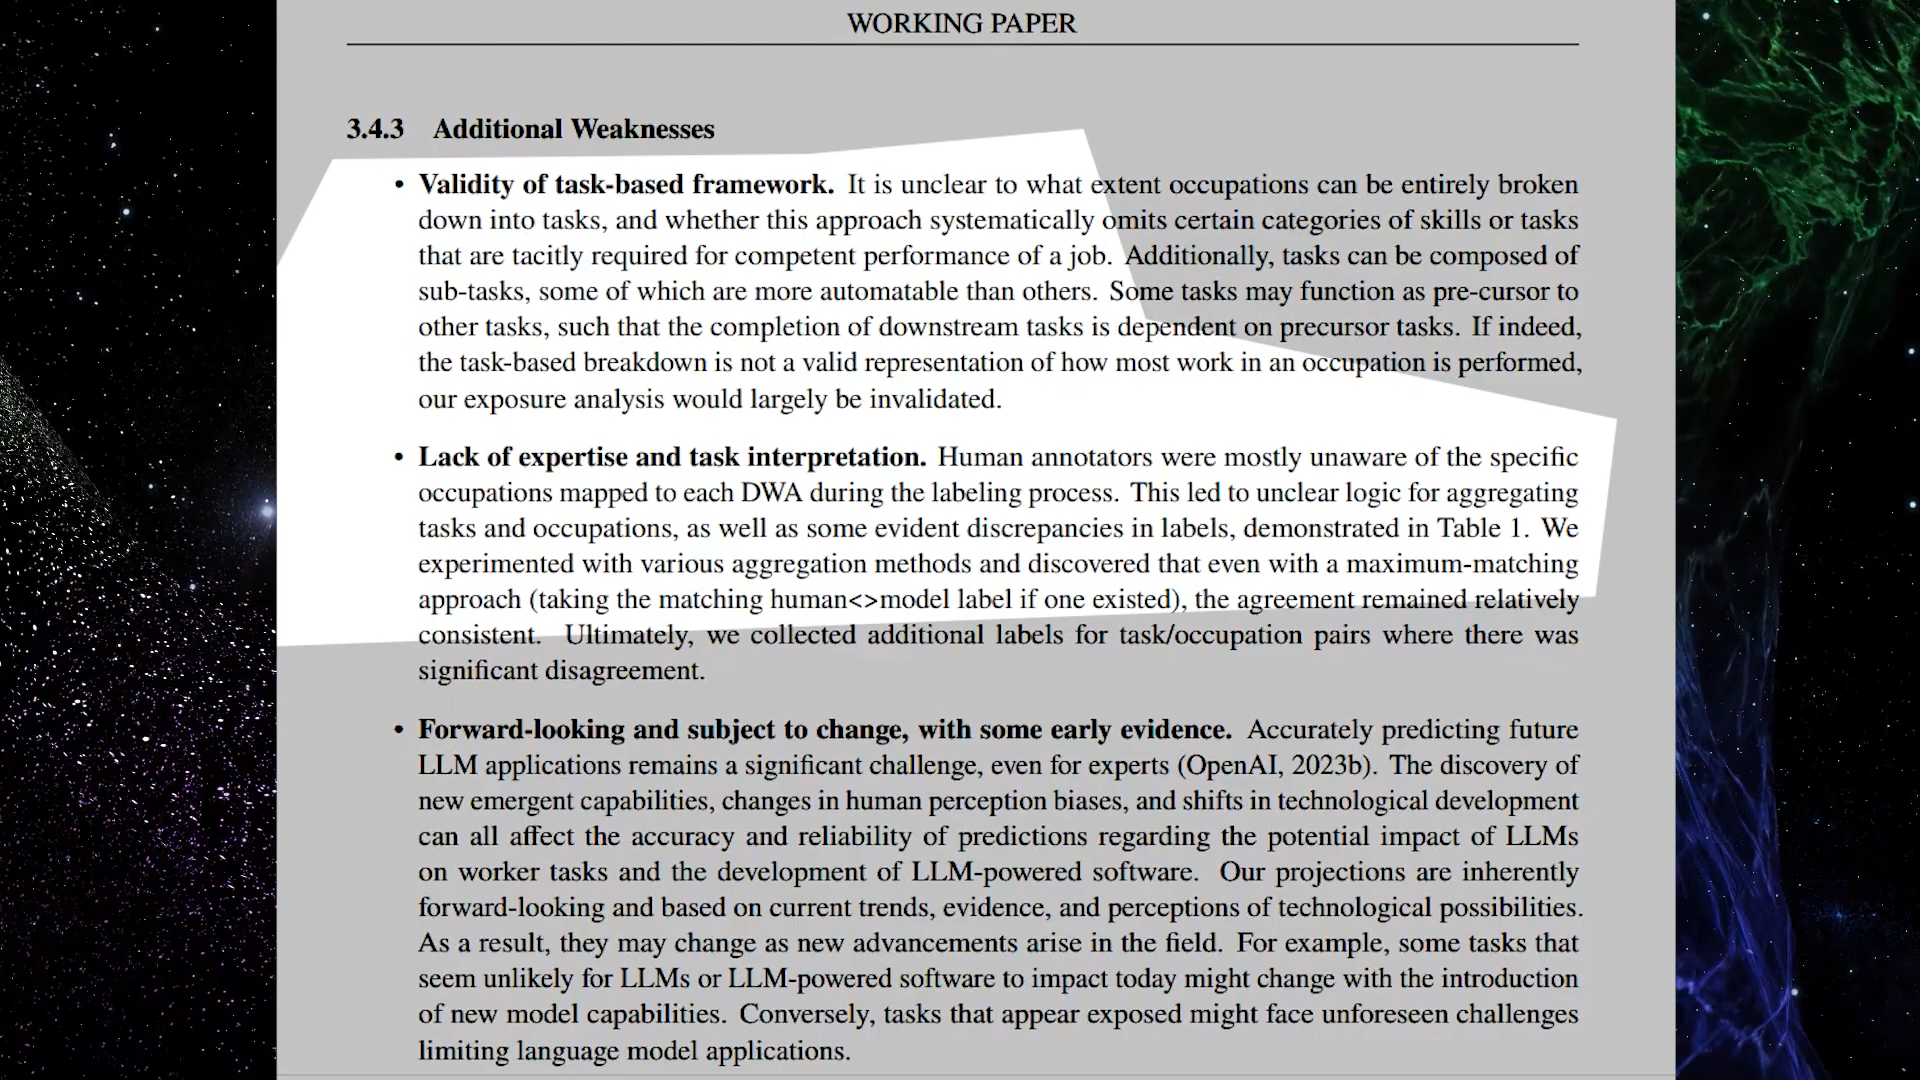 WORKING PAPER
3.4.3 Additional Weaknesses
• Validity of task-based framework. It is unclear to what extent occupations can be entirely broken
down into tasks, and whether this approach systematically omits certain categories of skills or tasks
that are tacitly required for competent performance of a job. Additionally, tasks can be composed of
sub-tasks, some of which are more automatable than others. Some tasks may function as pre-cursor to
other tasks, such that the completion of downstream tasks is dependent on precursor tasks. If indeed,
the task-based breakdown is not a valid representation of how most work in an occupation is performed,
our exposure analysis would largely be invalidated.
• Lack of expertise and task interpretation. Human annotators were mostly unaware of the specific
occupations mapped to each DWA during the labeling process. This led to unclear logic for aggregating
tasks and occupations, as well as some evident discrepancies in labels, demonstrated in Table 1. We
experimented with various aggregation methods and discovered that even with a maximum-matching
approach (taking the matching human<>model label if one existed), the agreement remained relatively
consistent. Ultimately, we collected additional labels for task/occupation pairs where there was
significant disagreement.
• Forward-looking and subject to change, with some early evidence. Accurately predicting future
LLM applications remains a significant challenge, even for experts (OpenAI, 2023b). The discovery of
new emergent capabilities, changes in human perception biases, and shifts in technological development
can all affect the accuracy and reliability of predictions regarding the potential impact of LLMs
on worker tasks and the development of LLM-powered software. Our projections are inherently
forward-looking and based on current trends, evidence, and perceptions of technological possibilities.
As a result, they may change as new advancements arise in the field. For example, some tasks that
seem unlikely for LLMs or LLM-powered software to impact today might change with the introduction
of new model capabilities. Conversely, tasks that appear exposed might face unforeseen challenges
limiting language model applications.